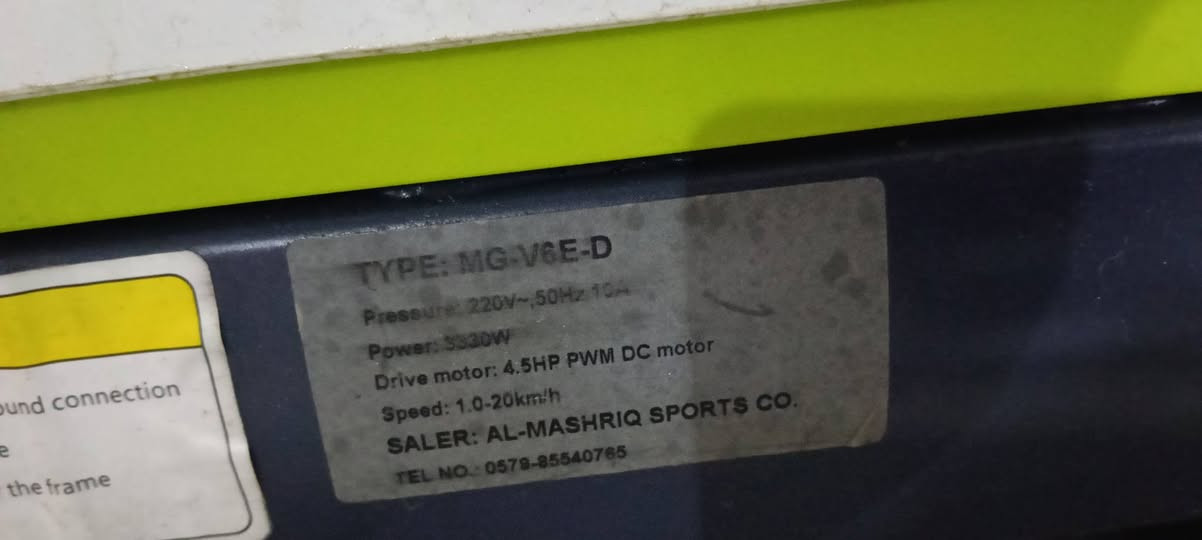 TYPE: MG-V6E-D
Pressure: 220V~,50Hz 10A
Power: 3330W
Drive motor: 4.5HP PWM DC motor
Speed: 1.0-20km/h
SALER: AL-MASHRIQ SPORTS CO.
TEL NO.: 0579-85540765
ound connection
e
the frame